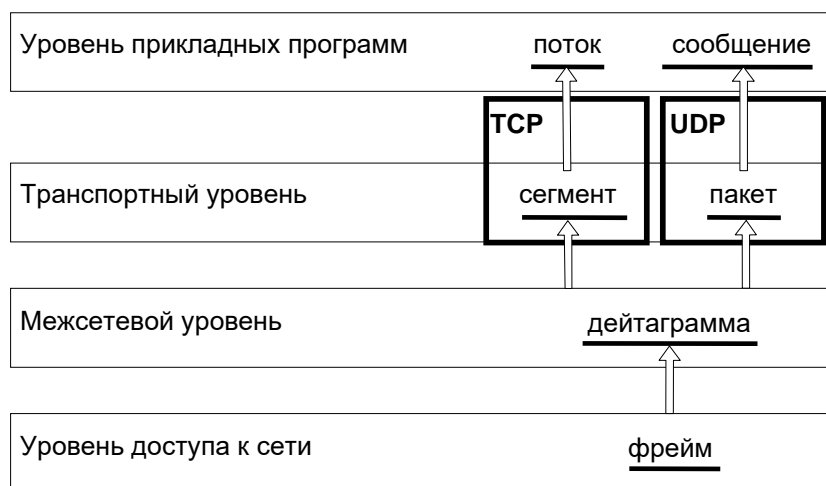 Уровень прикладных программ поток сообщение
TCP UDP
Транспортный уровень сегмент пакет
Межсетевой уровень дейтаграмма
Уровень доступа к сети фрейм